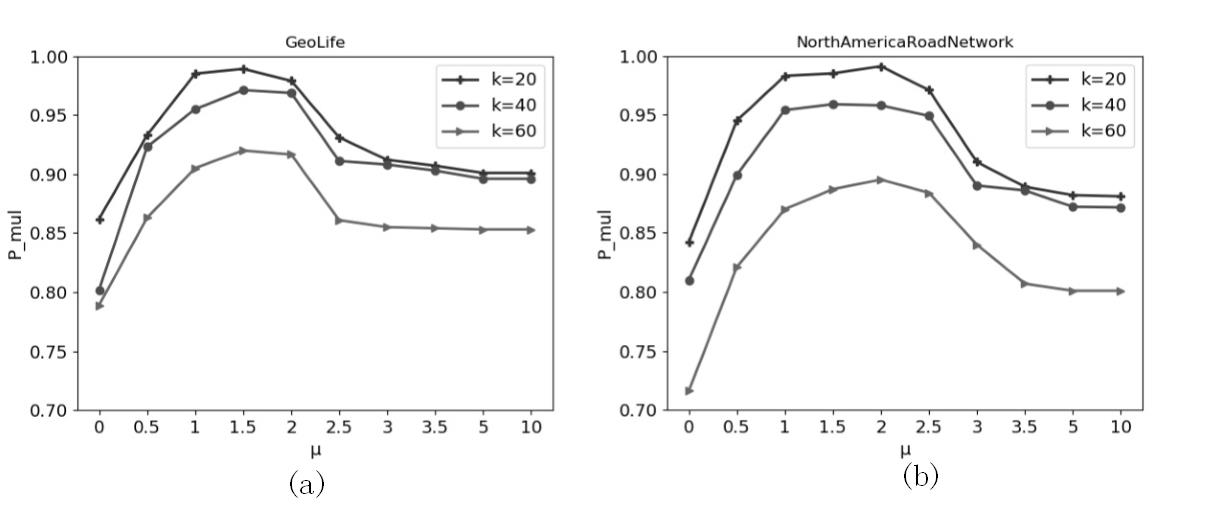 GeoLife
1.00
0.95
0.90
0.85
0.80
0.75
0.70
P_mul
k=20
k=40
k=60
0 0.5 1 1.5 2 2.5 3 3.5 5 10
μ
(a)
NorthAmericaRoadNetwork
1.00
0.95
0.90
0.85
0.80
0.75
0.70
P_mul
k=20
k=40
k=60
0 0.5 1 1.5 2 2.5 3 3.5 5 10
μ
(b)